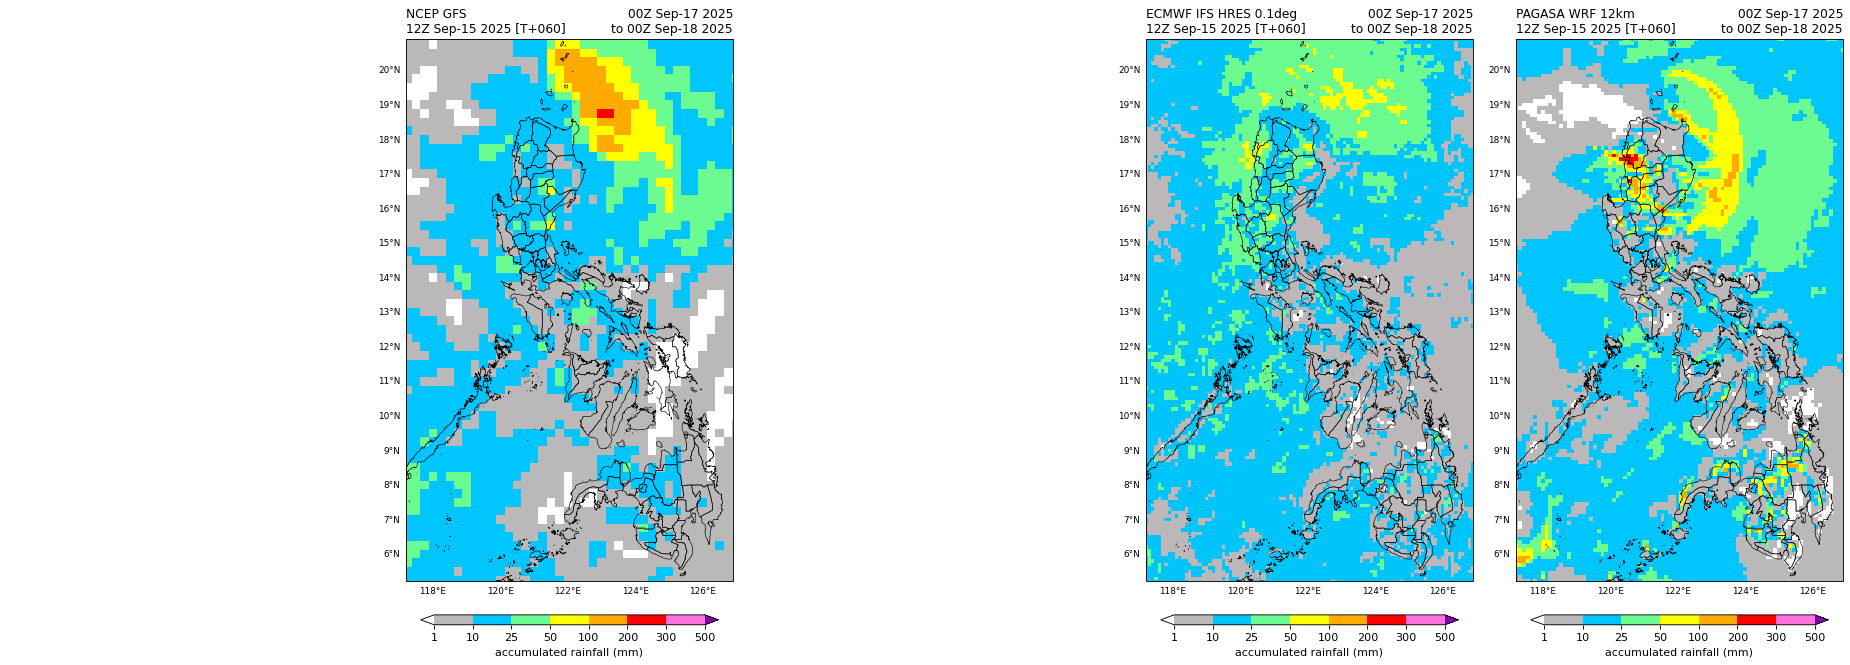 NCEP GFS 00Z Sep-17 2025
12Z Sep-15 2025 [T+060] to 00Z Sep-18 2025
20°N
19°N
18°N
17°N
16°N
15°N
14°N
13°N
12°N
11°N
10°N
9°N
8°N
7°N
6°N
118°E 120°E 122°E 124°E 126°E
1 10 25 50 100 200 300 500
accumulated rainfall (mm)
ECMWF IFS HRES 0.1deg 00Z Sep-17 2025
12Z Sep-15 2025 [T+060] to 00Z Sep-18 2025
20°N
19°N
18°N
17°N
16°N
15°N
14°N
13°N
12°N
11°N
10°N
9°N
8°N
7°N
6°N
118°E 120°E 122°E 124°E 126°E
1 10 25 50 100 200 300 500
accumulated rainfall (mm)
PAGASA WRF 12km 00Z Sep-17 2025
12Z Sep-15 2025 [T+060] to 00Z Sep-18 2025
20°N
19°N
18°N
17°N
16°N
15°N
14°N
13°N
12°N
11°N
10°N
9°N
8°N
7°N
6°N
118°E 120°E 122°E 124°E 126°E
1 10 25 50 100 200 300 500
accumulated rainfall (mm)